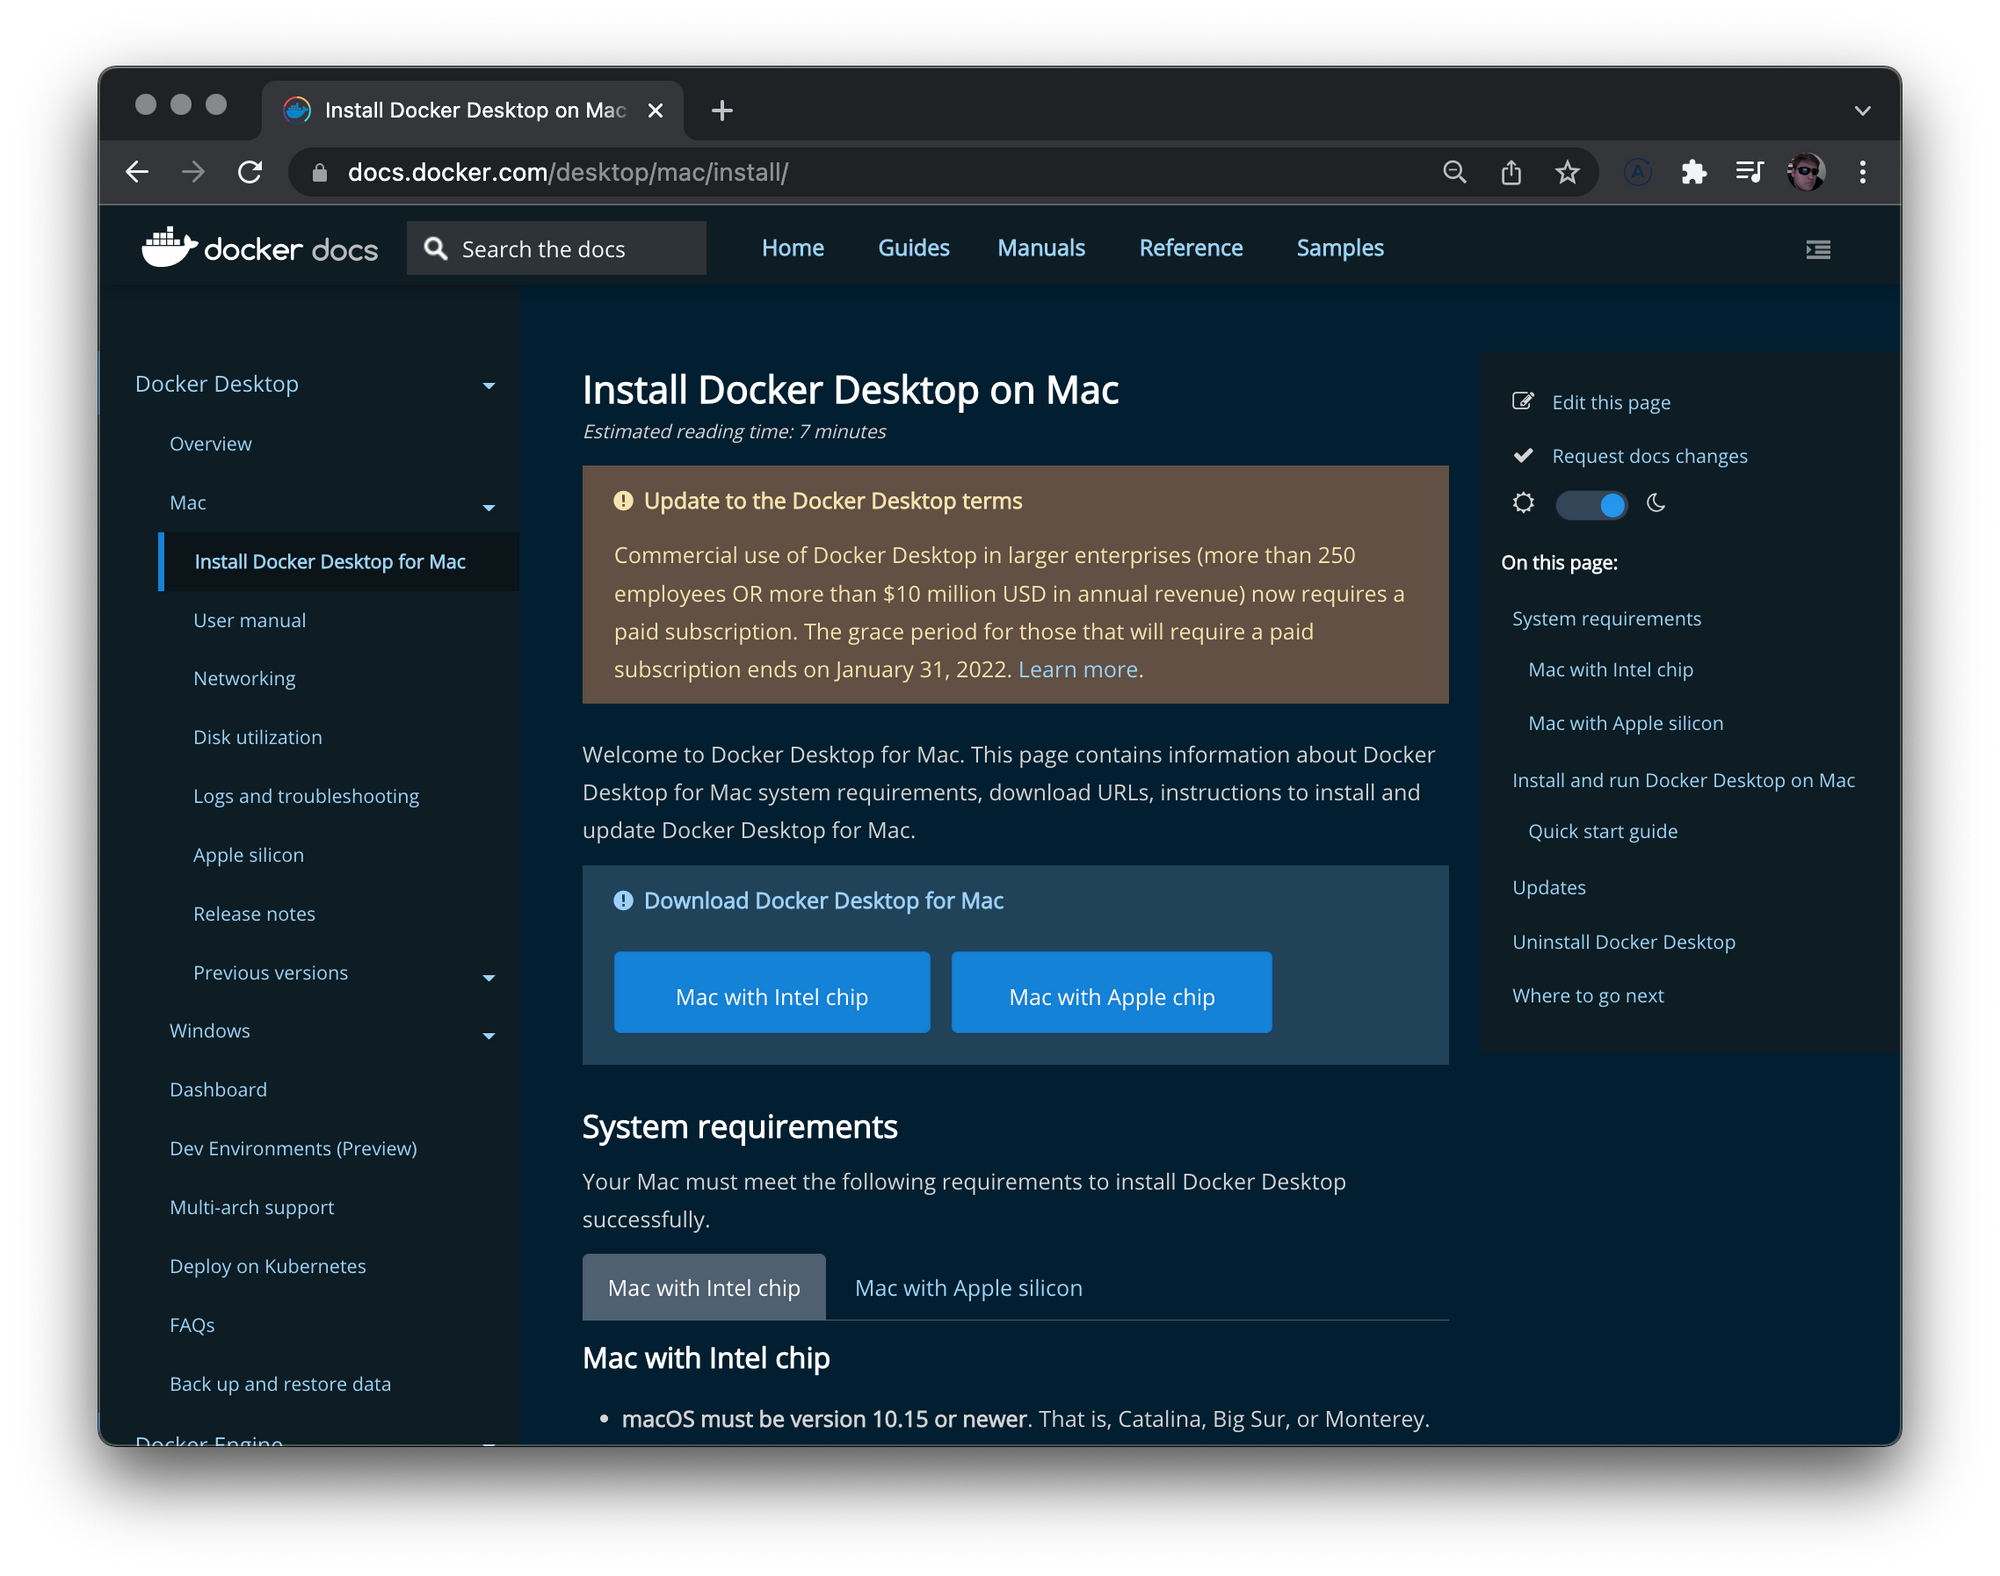 Install Docker Desktop on Mac
docs.docker.com/desktop/mac/install/
docker docs
Search the docs
Home
Guides
Manuals
Reference
Samples
Docker Desktop
Overview
Mac
Install Docker Desktop for Mac
User manual
Networking
Disk utilization
Logs and troubleshooting
Apple silicon
Release notes
Previous versions
Windows
Dashboard
Dev Environments (Preview)
Multi-arch support
Deploy on Kubernetes
FAQs
Back up and restore data
Docker Engine
Install Docker Desktop on Mac
Estimated reading time: 7 minutes
Update to the Docker Desktop terms
Commercial use of Docker Desktop in larger enterprises (more than 250
employees OR more than $10 million USD in annual revenue) now requires a
paid subscription. The grace period for those that will require a paid
subscription ends on January 31, 2022. Learn more.
Welcome to Docker Desktop for Mac. This page contains information about Docker
Desktop for Mac system requirements, download URLs, instructions to install and
update Docker Desktop for Mac.
Download Docker Desktop for Mac
Mac with Intel chip
Mac with Apple chip
System requirements
Your Mac must meet the following requirements to install Docker Desktop
successfully.
Mac with Intel chip
Mac with Apple silicon
Mac with Intel chip
• macOS must be version 10.15 or newer. That is, Catalina, Big Sur, or Monterey.
Edit this page
Request docs changes
On this page:
System requirements
Mac with Intel chip
Mac with Apple silicon
Install and run Docker Desktop on Mac
Quick start guide
Updates
Uninstall Docker Desktop
Where to go next